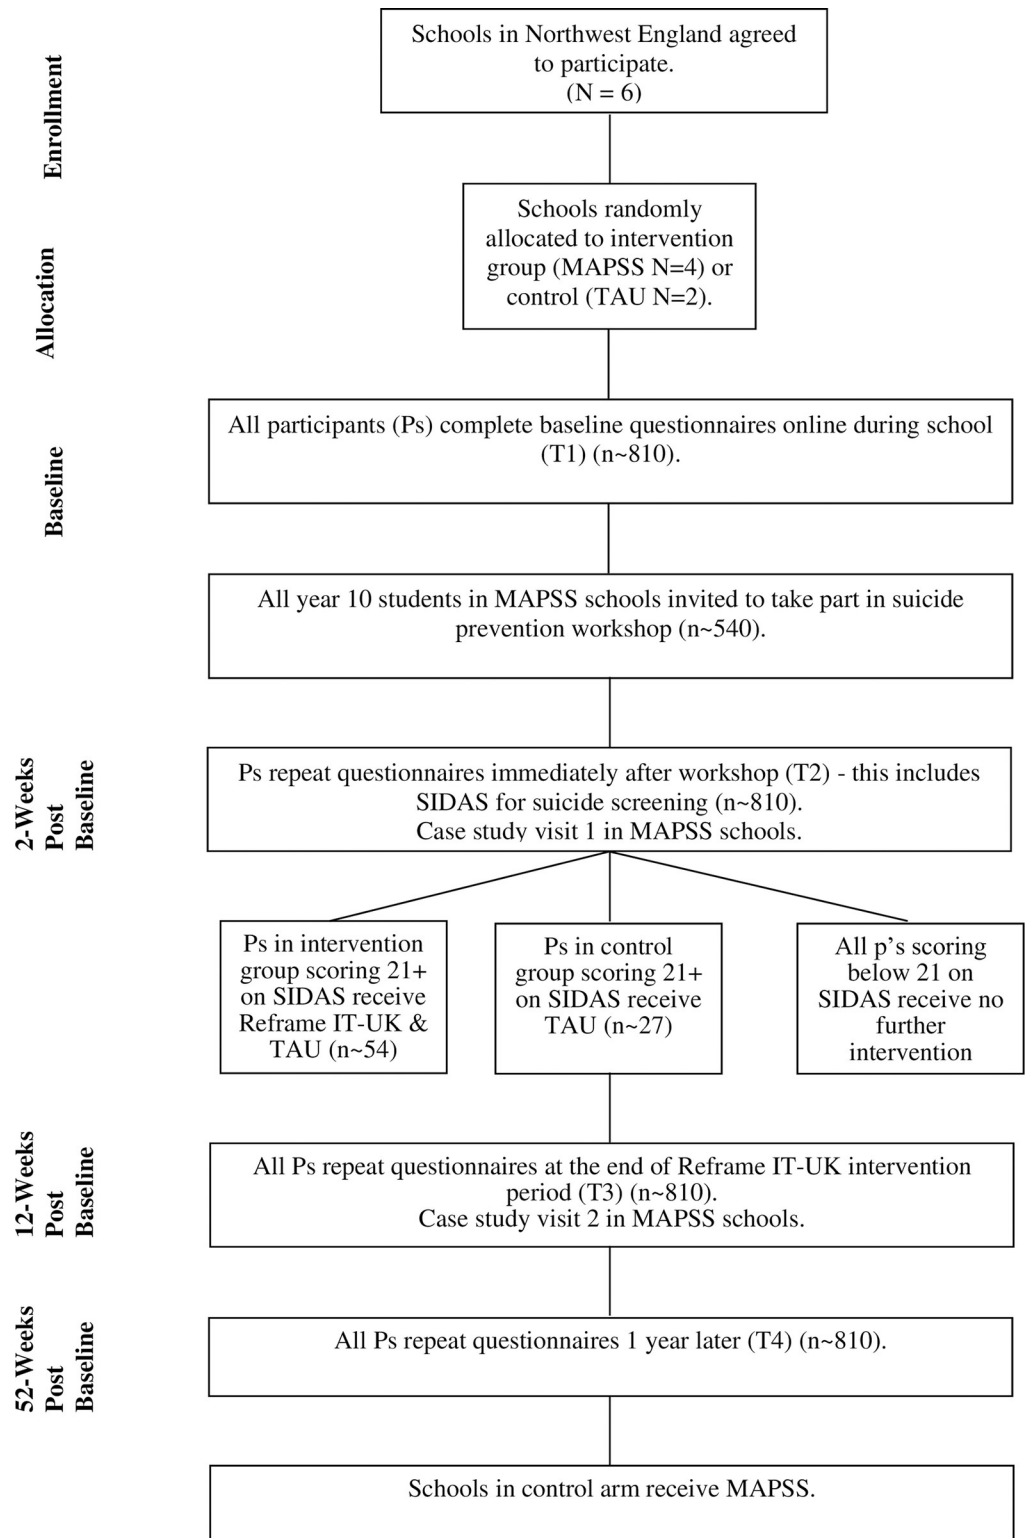 Enrollment
Schools in Northwest England agreed
to participate.
(N = 6)
Allocation
Schools randomly
allocated to intervention
group (MAPSS N=4) or
control (TAU N=2).
Baseline
All participants (Ps) complete baseline questionnaires online during school
(T1) (n~810).
All year 10 students in MAPSS schools invited to take part in suicide
prevention workshop (n~540).
2-Weeks
Post
Baseline
Ps repeat questionnaires immediately after workshop (T2) - this includes
SIDAS for suicide screening (n~810).
Case study visit 1 in MAPSS schools.
Ps in intervention
group scoring 21+
on SIDAS receive
Reframe IT-UK &
TAU (n~54)
Ps in control
group scoring 21+
on SIDAS receive
TAU (n~27)
All p's scoring
below 21 on
SIDAS receive no
further
intervention
12-Weeks
Post
Baseline
All Ps repeat questionnaires at the end of Reframe IT-UK intervention
period (T3) (n~810).
Case study visit 2 in MAPSS schools.
52-Weeks
Post
Baseline
All Ps repeat questionnaires 1 year later (T4) (n~810).
Schools in control arm receive MAPSS.